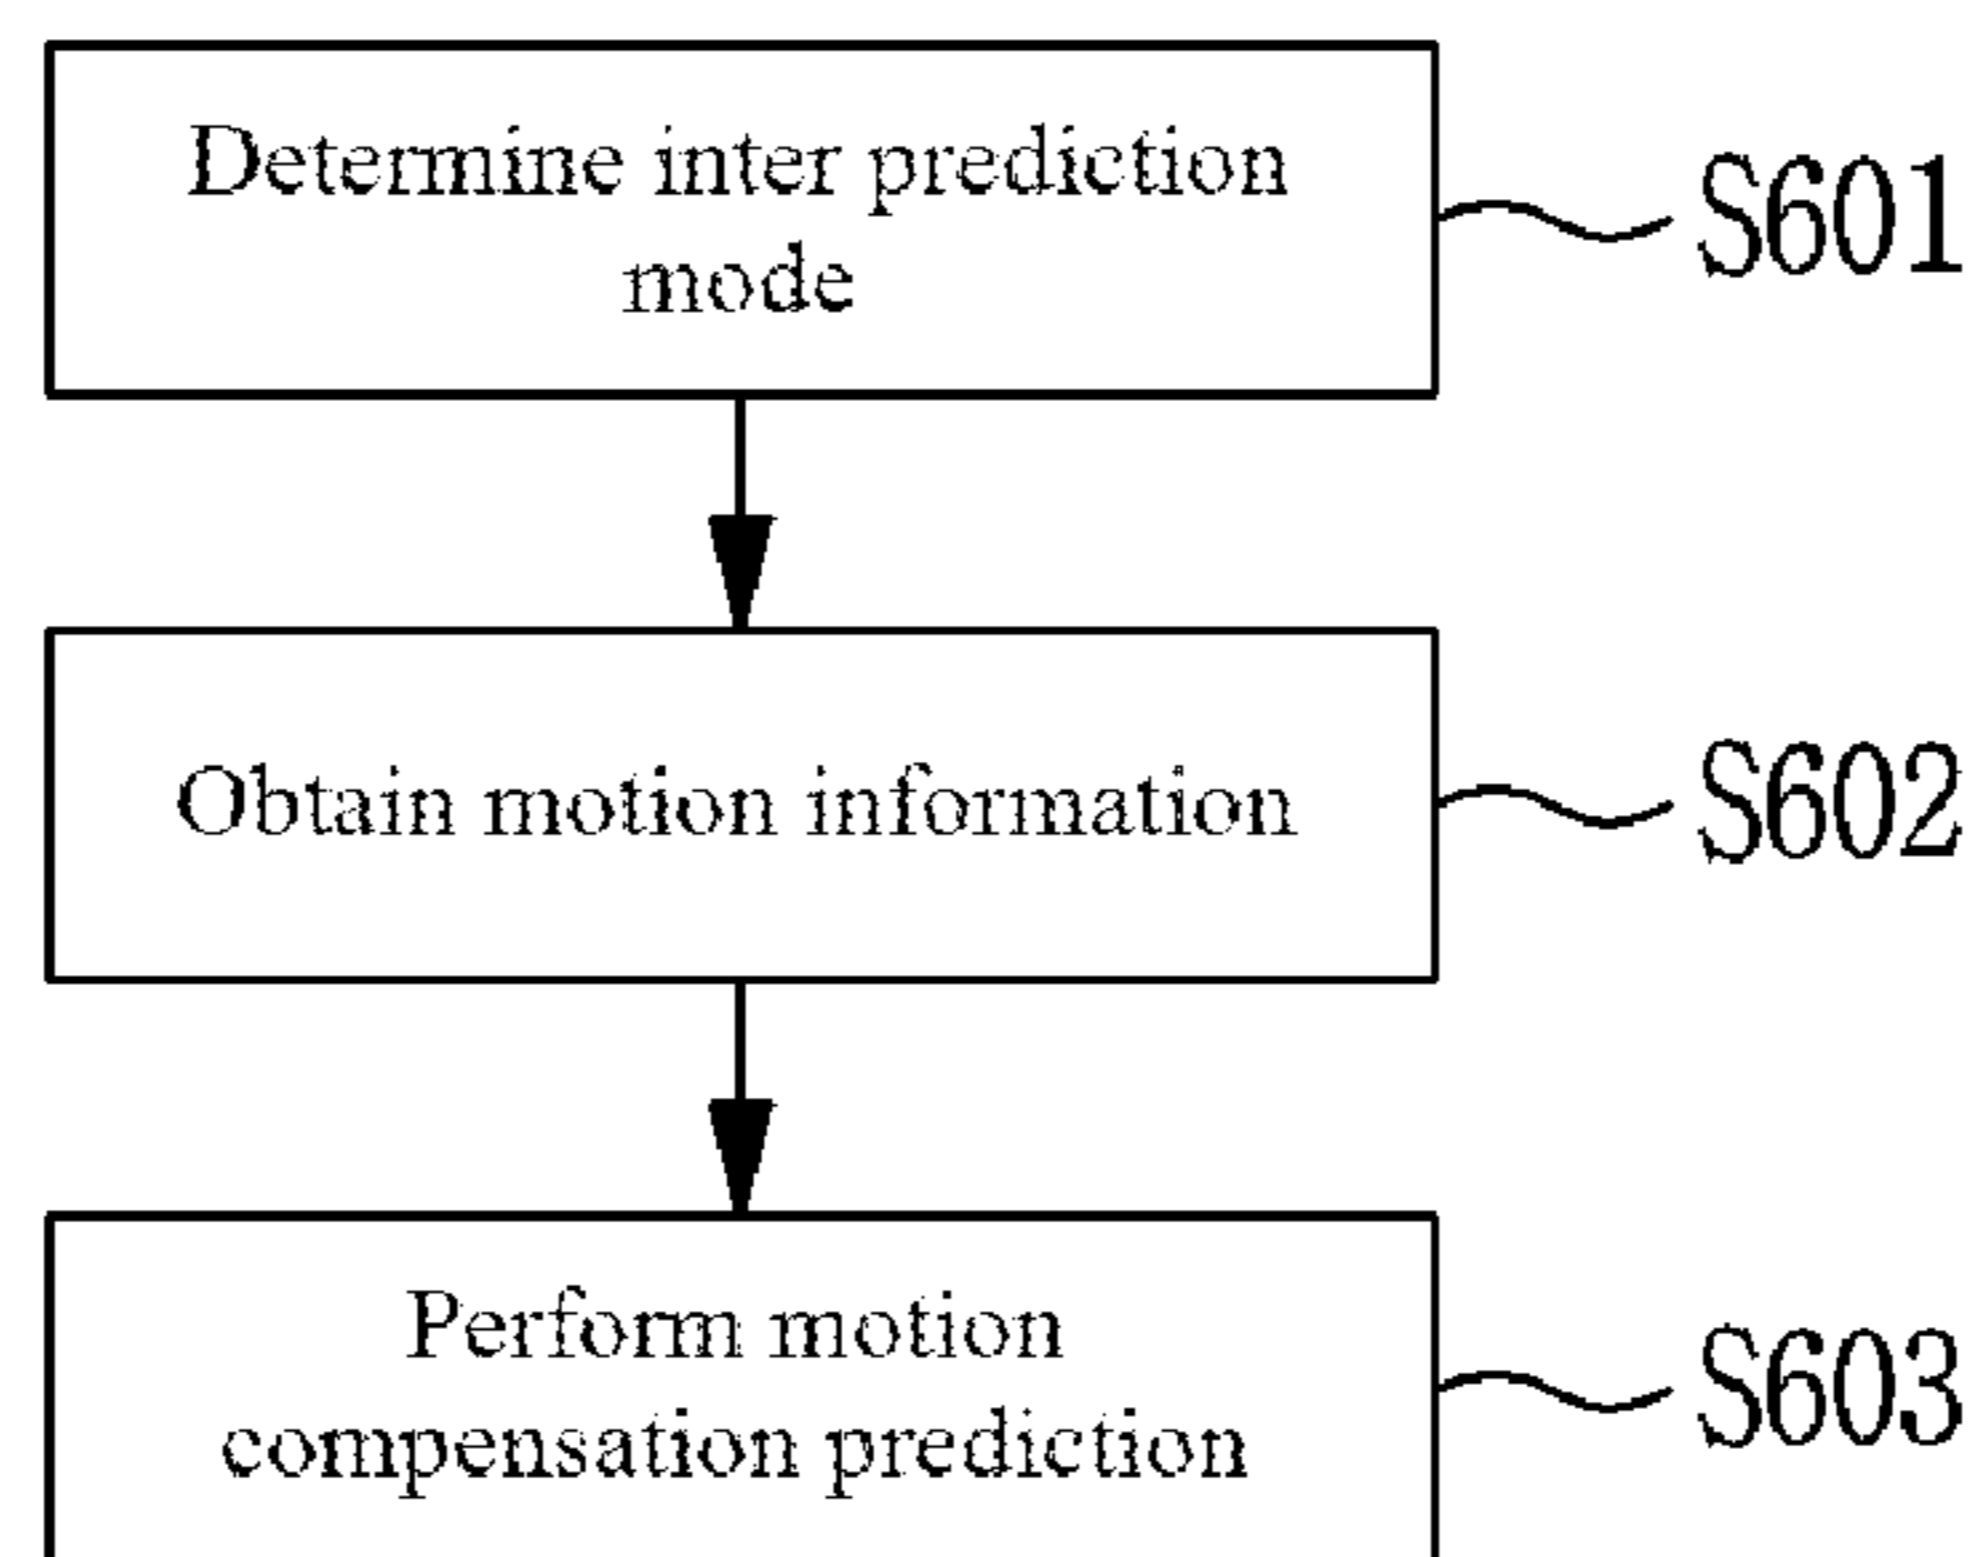 Determine inter prediction
mode
S601
Obtain motion information
S602
Perform motion
compensation prediction
S603